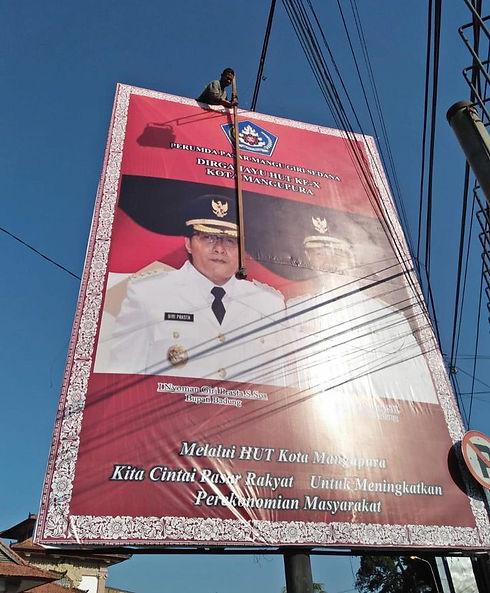 PERUMDA PASAR MANGU GIRI SEDANA
DIRGAHAYU HUT KE-X
KOTA MANGUPURA
GIRI PRASTA
I Nyoman Giri Prasta S.Sos
Bupati Badung
Melalui HUT Kota Mangupura
Kita Cintai Pasar Rakyat Untuk Meningkatkan
Perekonomian Masyarakat